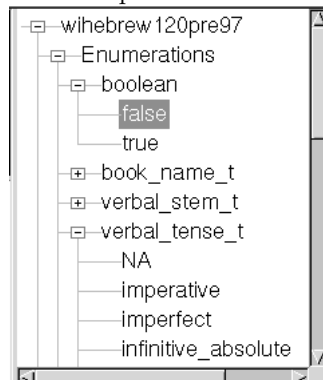 wihebrew120pre97
Enumerations
boolean
false
true
book_name_t
verbal_stem_t
verbal_tense_t
NA
imperative
imperfect
infinitive_absolute